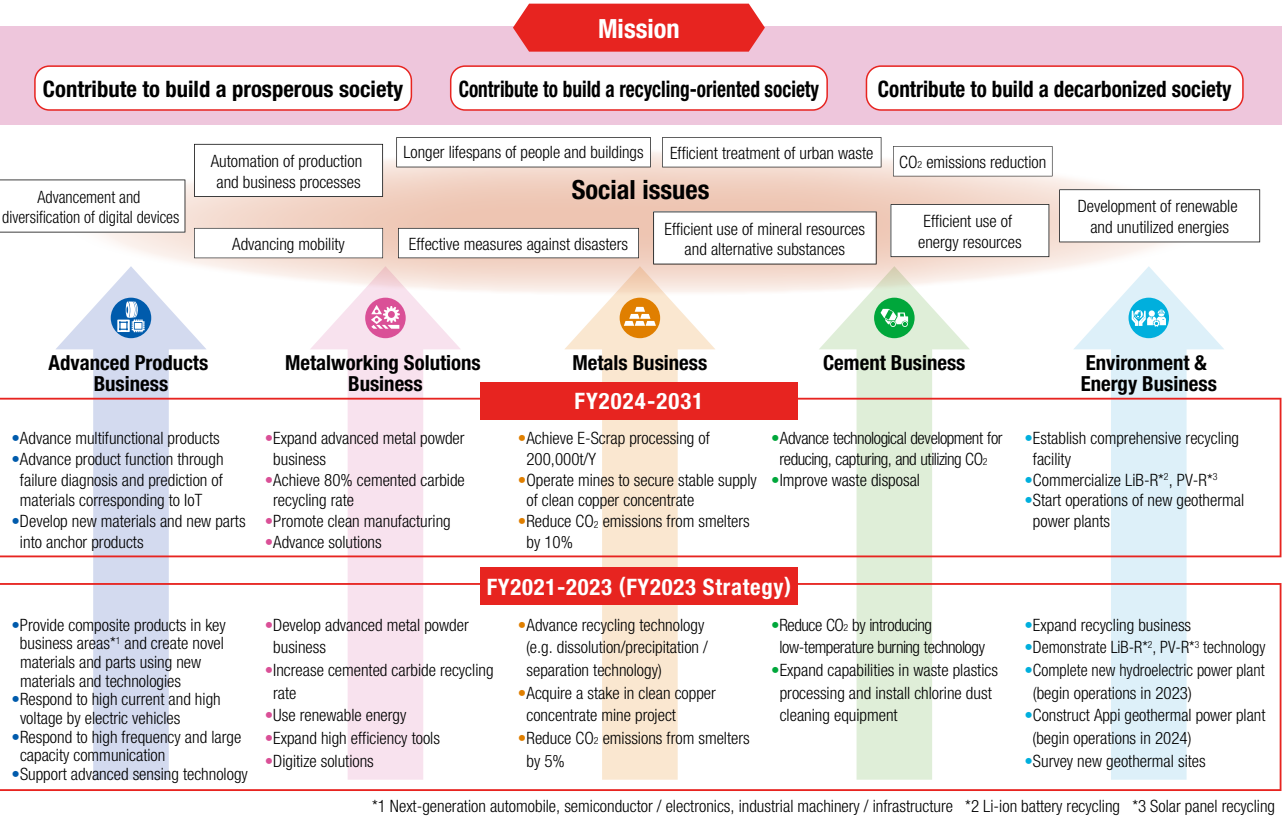 Mission
Contribute to build a prosperous society
Contribute to build a recycling-oriented society
Contribute to build a decarbonized society
Social issues
Advancement and
diversification of digital devices
Automation of production
and business processes
Longer lifespans of people and buildings
Efficient treatment of urban waste
CO₂ emissions reduction
Advancing mobility
Effective measures against disasters
Efficient use of mineral resources
and alternative substances
Efficient use of
energy resources
Development of renewable
and unutilized energies
Advanced Products
Business
Metalworking Solutions
Business
Metals Business
Cement Business
Environment &
Energy Business
FY2024-2031
•Advance multifunctional products
•Advance product function through
failure diagnosis and prediction of
materials corresponding to IoT
•Develop new materials and new parts
into anchor products
•Expand advanced metal powder
business
•Achieve 80% cemented carbide
recycling rate
•Promote clean manufacturing
•Advance solutions
•Achieve E-Scrap processing of
200,000t/Y
•Operate mines to secure stable supply
of clean copper concentrate
•Reduce CO₂ emissions from smelters
by 10%
•Advance technological development for
reducing, capturing, and utilizing CO₂
•Improve waste disposal
•Establish comprehensive recycling
facility
•Commercialize LiB-R*2, PV-R*3
•Start operations of new geothermal
power plants
FY2021-2023 (FY2023 Strategy)
•Provide composite products in key
business areas*1 and create novel
materials and parts using new
materials and technologies
•Respond to high current and high
voltage by electric vehicles
•Respond to high frequency and large
capacity communication
•Support advanced sensing technology
•Develop advanced metal powder
business
•Increase cemented carbide recycling
rate
•Use renewable energy
•Expand high efficiency tools
•Digitize solutions
•Advance recycling technology
(e.g. dissolution/precipitation /
separation technology)
•Acquire a stake in clean copper
concentrate mine project
•Reduce CO₂ emissions from smelters
by 5%
•Reduce CO₂ by introducing
low-temperature burning technology
•Expand capabilities in waste plastics
processing and install chlorine dust
cleaning equipment
•Expand recycling business
•Demonstrate LiB-R*2, PV-R*3 technology
•Complete new hydroelectric power plant
(begin operations in 2023)
•Construct Appi geothermal power plant
(begin operations in 2024)
•Survey new geothermal sites
*1 Next-generation automobile, semiconductor / electronics, industrial machinery / infrastructure *2 Li-ion battery recycling *3 Solar panel recycling